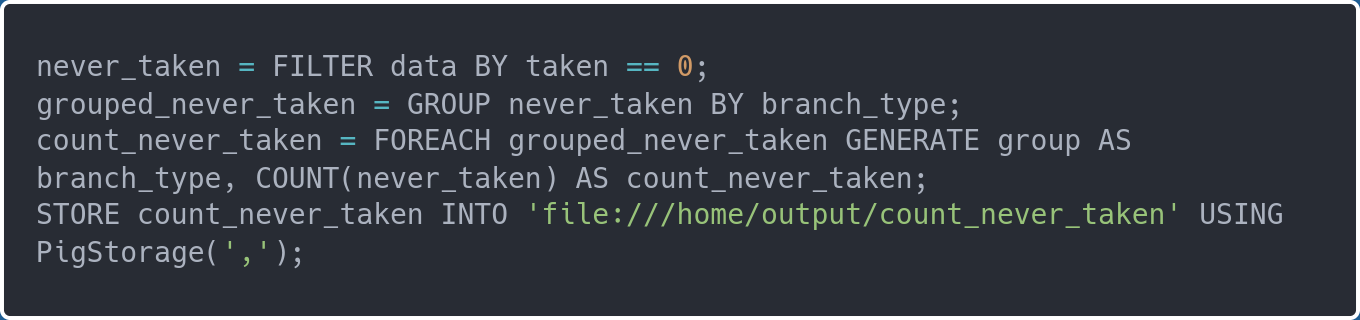 never_taken = FILTER data BY taken == 0;
grouped_never_taken = GROUP never_taken BY branch_type;
count_never_taken = FOREACH grouped_never_taken GENERATE group AS
branch_type, COUNT(never_taken) AS count_never_taken;
STORE count_never_taken INTO 'file:///home/output/count_never_taken' USING
PigStorage(',');